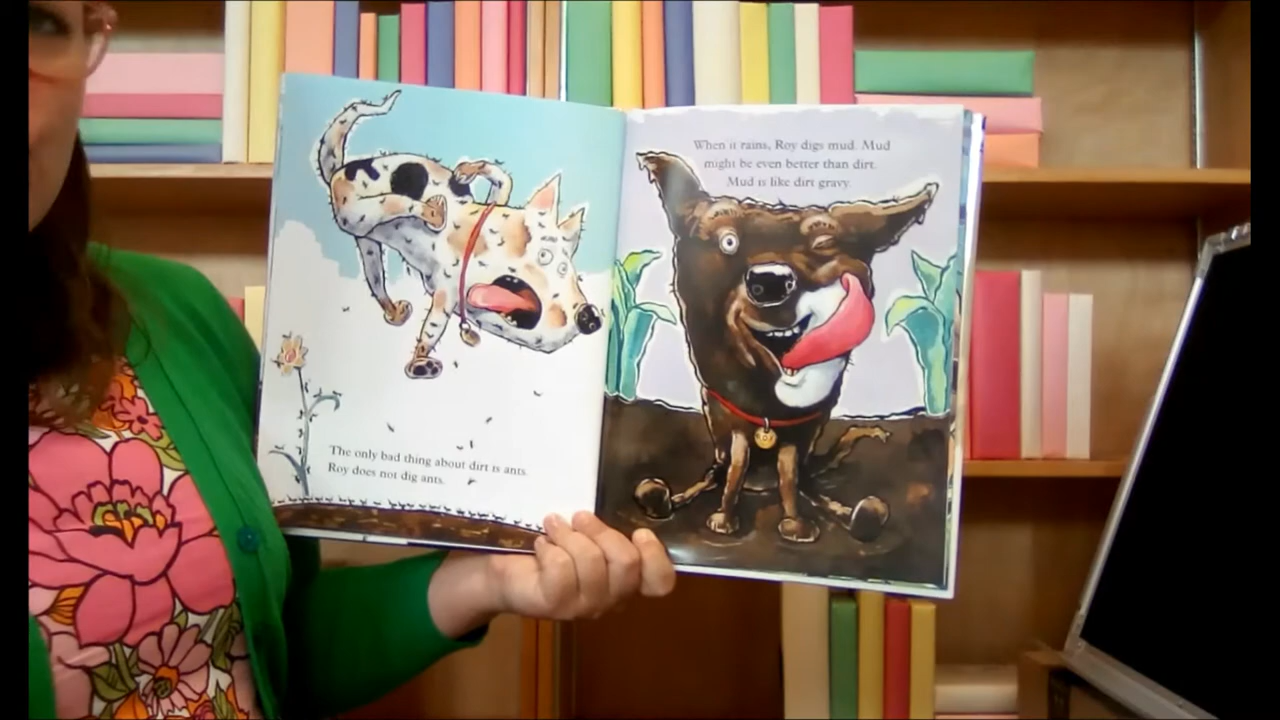 The only bad thing about dirt is ants.
Roy does not dig ants.
When it rains, Roy digs mud. Mud
might be even better than dirt.
Mud is like dirt gravy.
ROY